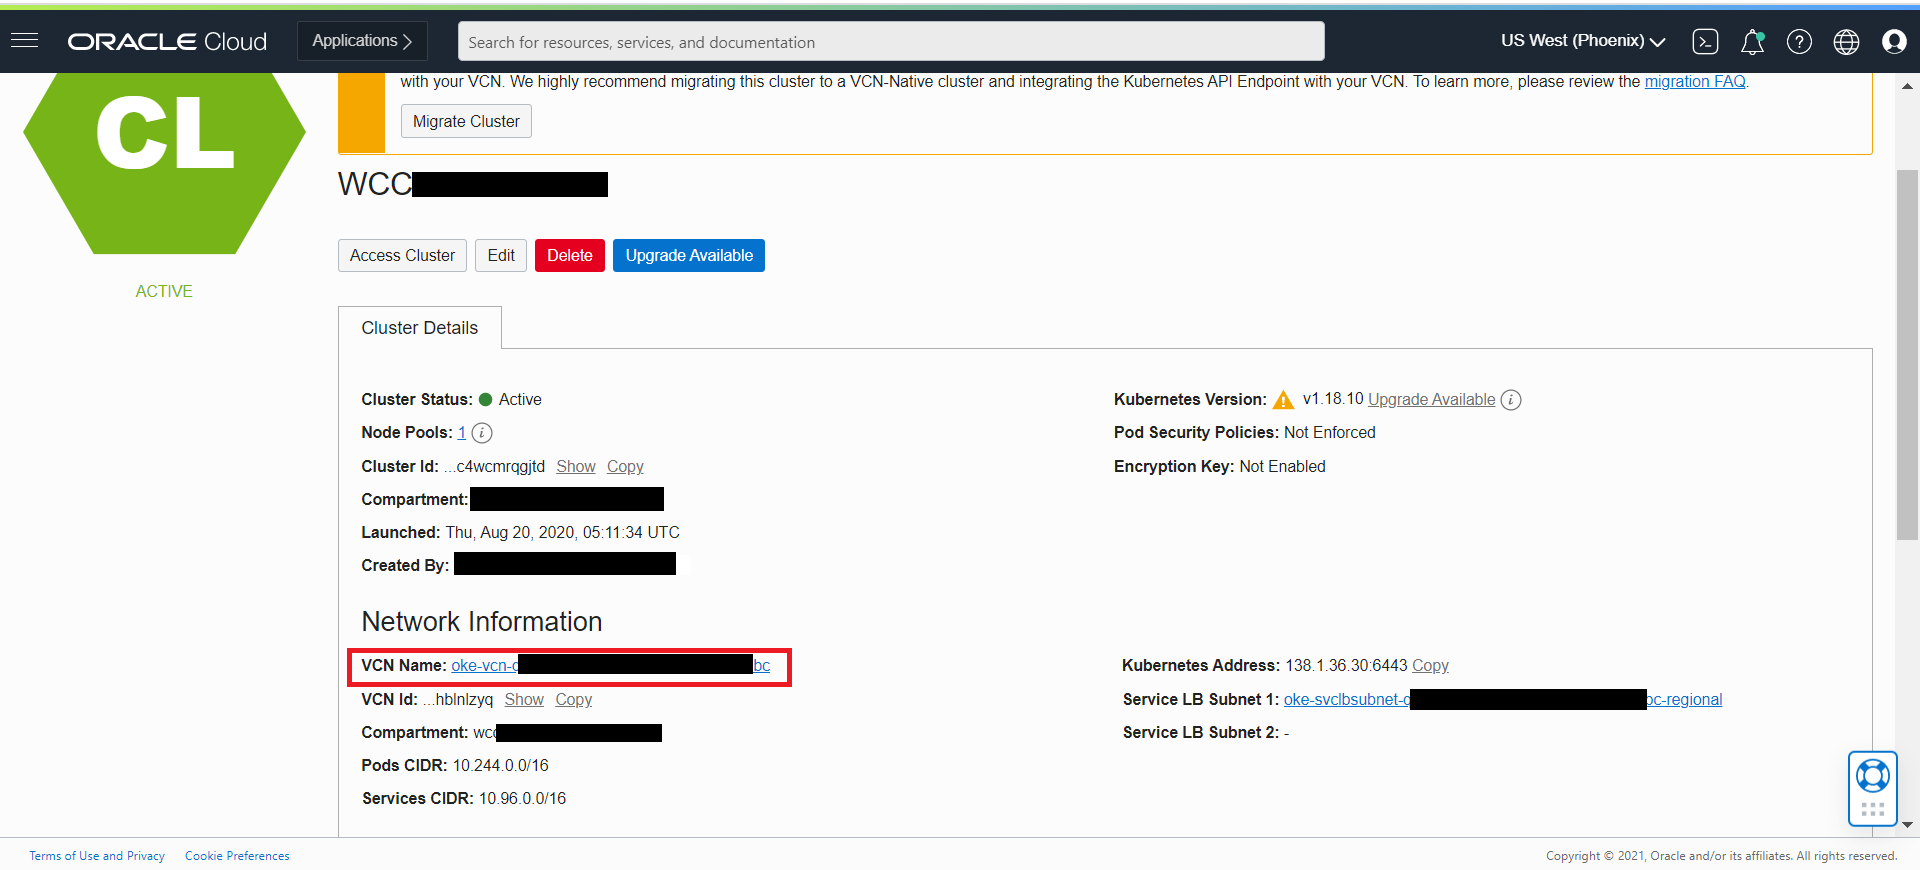 ORACLE Cloud
Applications
Search for resources, services, and documentation
US West (Phoenix)
CL
ACTIVE
with your VCN. We highly recommend migrating this cluster to a VCN-Native cluster and integrating the Kubernetes API Endpoint with your VCN. To learn more, please review the migration FAQ.
Migrate Cluster
WCC
Access Cluster
Edit
Delete
Upgrade Available
Cluster Details
Cluster Status: Active
Node Pools: 1
Cluster Id: ...c4wcmrqgjtd Show Copy
Compartment:
Launched: Thu, Aug 20, 2020, 05:11:34 UTC
Created By:
Kubernetes Version: v1.18.10 Upgrade Available
Pod Security Policies: Not Enforced
Encryption Key: Not Enabled
Network Information
VCN Name: oke-vcn-c bc
VCN Id: ...hblnlzyq Show Copy
Compartment: wcc
Pods CIDR: 10.244.0.0/16
Services CIDR: 10.96.0.0/16
Kubernetes Address: 138.1.36.30:6443 Copy
Service LB Subnet 1: oke-svclbsubnet-c bc-regional
Service LB Subnet 2: -
Terms of Use and Privacy
Cookie Preferences
Copyright © 2021, Oracle and/or its affiliates. All rights reserved.